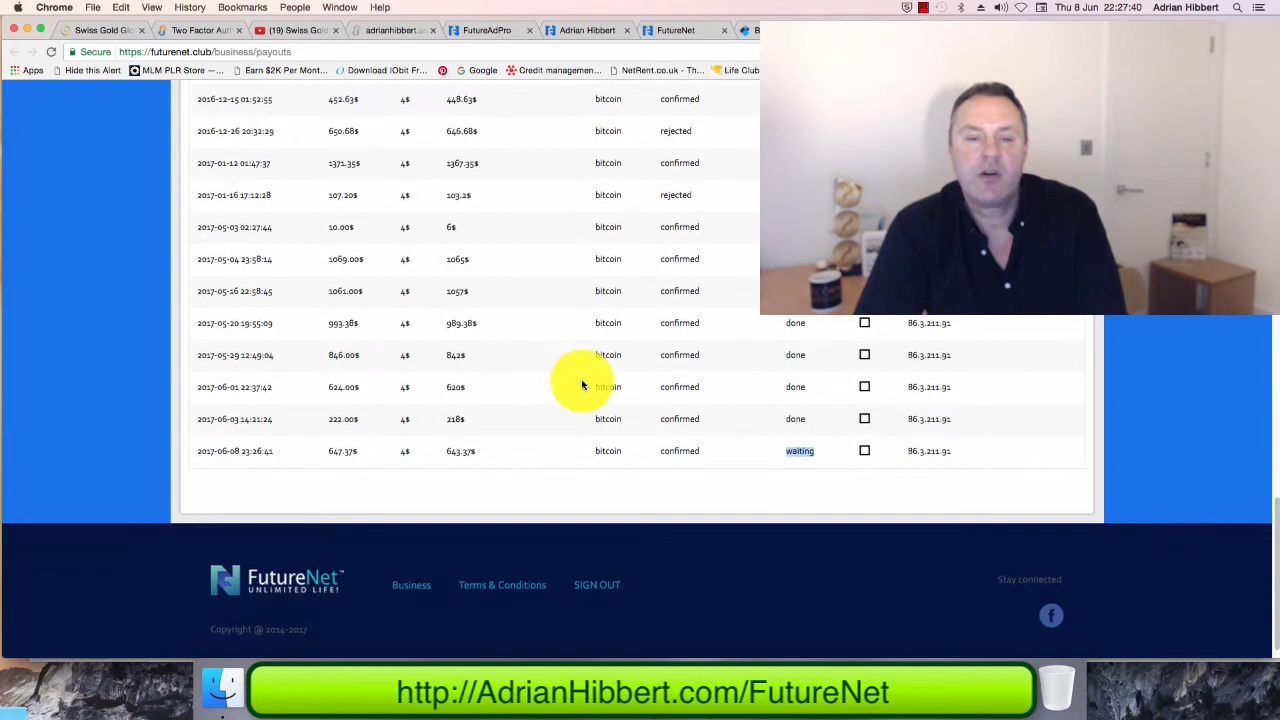 Chrome File Edit View History Bookmarks People Window Help Thu 8 Jun 22:27:40 Adrian Hibbert
Swiss Gold Glo Two Factor Auth (19) Swiss Gold adrianhibbert.com FutureAdPro Adrian Hibbert FutureNet
Secure https://futurenet.club/business/payouts
Apps Hide this Alert MLM PLR Store — Earn $2K Per Mont... Download IObit Fr... Google Credit managemen... NetRent.co.uk - Th... Life Club
2016-12-15 01:52:55 452.63$ 4$ 448.63$ bitcoin confirmed
2016-12-26 20:32:29 650.68$ 4$ 646.68$ bitcoin rejected
2017-01-12 01:47:37 1371.35$ 4$ 1367.35$ bitcoin confirmed
2017-01-16 17:12:28 107.20$ 4$ 103.2$ bitcoin rejected
2017-05-03 02:27:44 10.00$ 4$ 6$ bitcoin confirmed
2017-05-04 23:58:14 1069.00$ 4$ 1065$ bitcoin confirmed
2017-05-16 22:58:45 1061.00$ 4$ 1057$ bitcoin confirmed
2017-05-20 19:55:09 993.38$ 4$ 989.38$ bitcoin confirmed done 86.3.211.91
2017-05-29 12:49:04 846.00$ 4$ 842$ bitcoin confirmed done 86.3.211.91
2017-06-01 22:37:42 624.00$ 4$ 620$ bitcoin confirmed done 86.3.211.91
2017-06-03 14:21:24 222.00$ 4$ 218$ bitcoin confirmed done 86.3.211.91
2017-06-08 23:26:41 647.37$ 4$ 643.37$ bitcoin confirmed waiting 86.3.211.91
FutureNet
UNLIMITED LIFE!
Business Terms & Conditions SIGN OUT
Stay connected
Copyright @ 2014-2017
http://AdrianHibbert.com/FutureNet